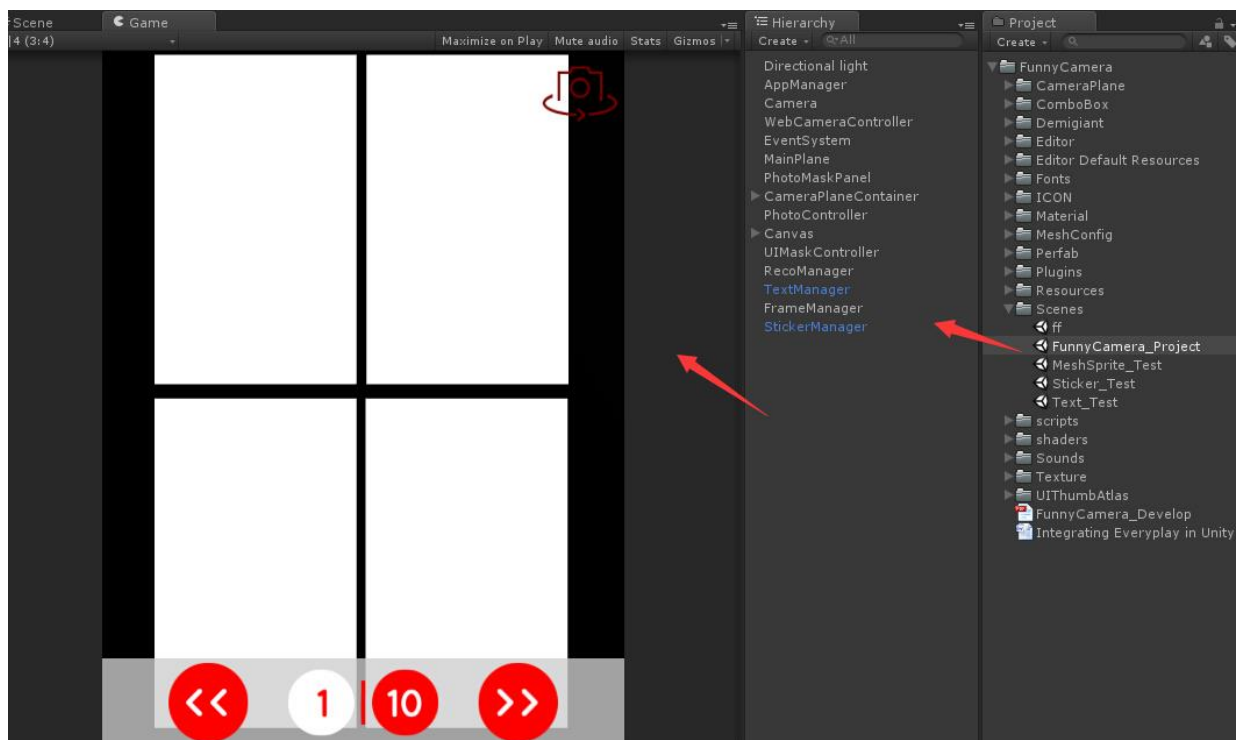 Scene
Game
4 (3:4)
Maximize on Play Mute audio Stats Gizmos
<<
1
10
>>
Hierarchy
Create
All
Directional light
AppManager
Camera
WebCameraController
EventSystem
MainPlane
PhotoMaskPanel
CameraPlaneContainer
PhotoController
Canvas
UIMaskController
RecoManager
TextManager
FrameManager
StickerManager
Project
Create
FunnyCamera
CameraPlane
ComboBox
Demigiant
Editor
Editor Default Resources
Fonts
ICON
Material
MeshConfig
Perfab
Plugins
Resources
Scenes
ff
FunnyCamera_Project
MeshSprite_Test
Sticker_Test
Text_Test
scripts
shaders
Sounds
Texture
UIThumbAtlas
FunnyCamera_Develop
Integrating Everyplay in Unity